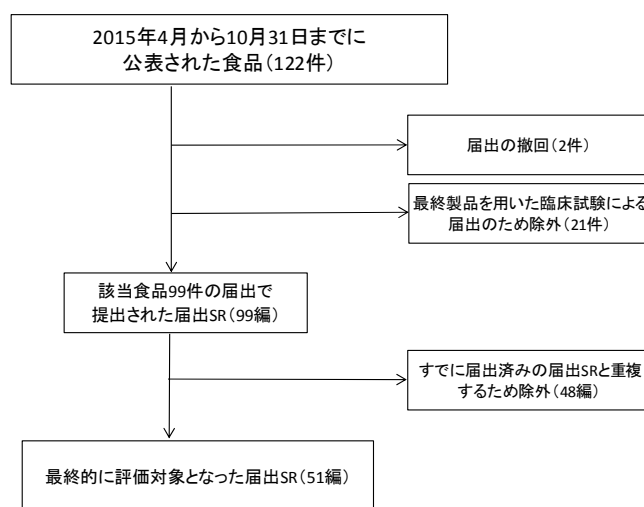 2015年4月から10月31日までに
公表された食品（122件）
届出の撤回（2件）
最終製品を用いた臨床試験による
届出のため除外（21件）
該当食品99件の届出で
提出された届出SR（99編）
すでに届出済みの届出SRと重複
するため除外（48編）
最終的に評価対象となった届出SR（51編）